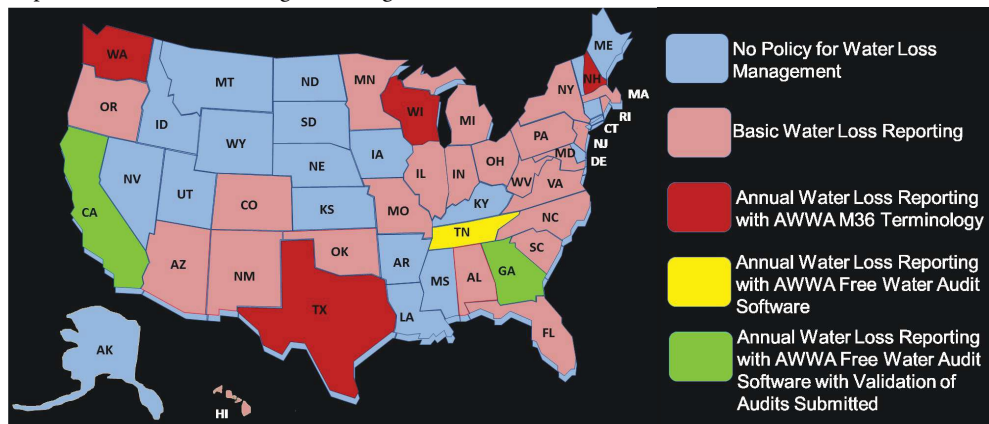 WA
MT
ND
MN
ME
OR
ID
WY
SD
WI
MI
NY
NH
MA
RI
CT
NJ
DE
MD
PA
NV
UT
NE
IA
IL
IN
OH
WV
VA
CA
CO
KS
MO
KY
NC
TN
SC
AZ
NM
OK
AR
MS
AL
GA
TX
LA
FL
AK
HI
No Policy for Water Loss
Management
Basic Water Loss Reporting
Annual Water Loss Reporting
with AWWA M36 Terminology
Annual Water Loss Reporting
with AWWA Free Water Audit
Software
Annual Water Loss Reporting
with AWWA Free Water Audit
Software with Validation of
Audits Submitted